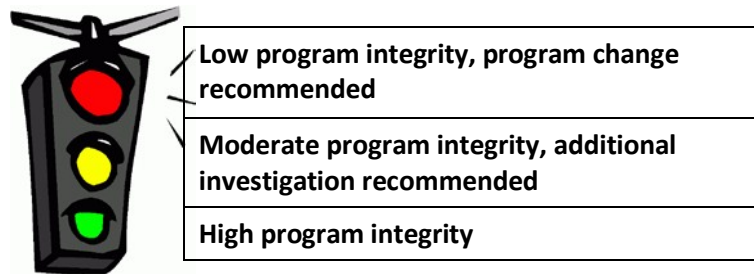 Low program integrity, program change
recommended
Moderate program integrity, additional
investigation recommended
High program integrity